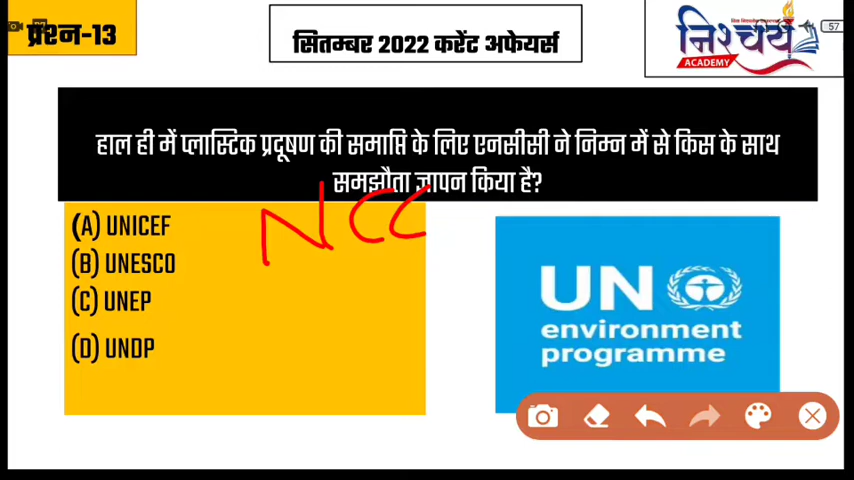 प्रश्न-13
सितम्बर 2022 करेंट अफेयर्स
निश्चय
ACADEMY
57
हाल ही में प्लास्टिक प्रदूषण की समाप्ति के लिए एनसीसी ने निम्न में से किस के साथ
समझौता ज्ञापन किया है?
NCC
(A) UNICEF
(B) UNESCO
(C) UNEP
(D) UNDP
UN
environment
programme